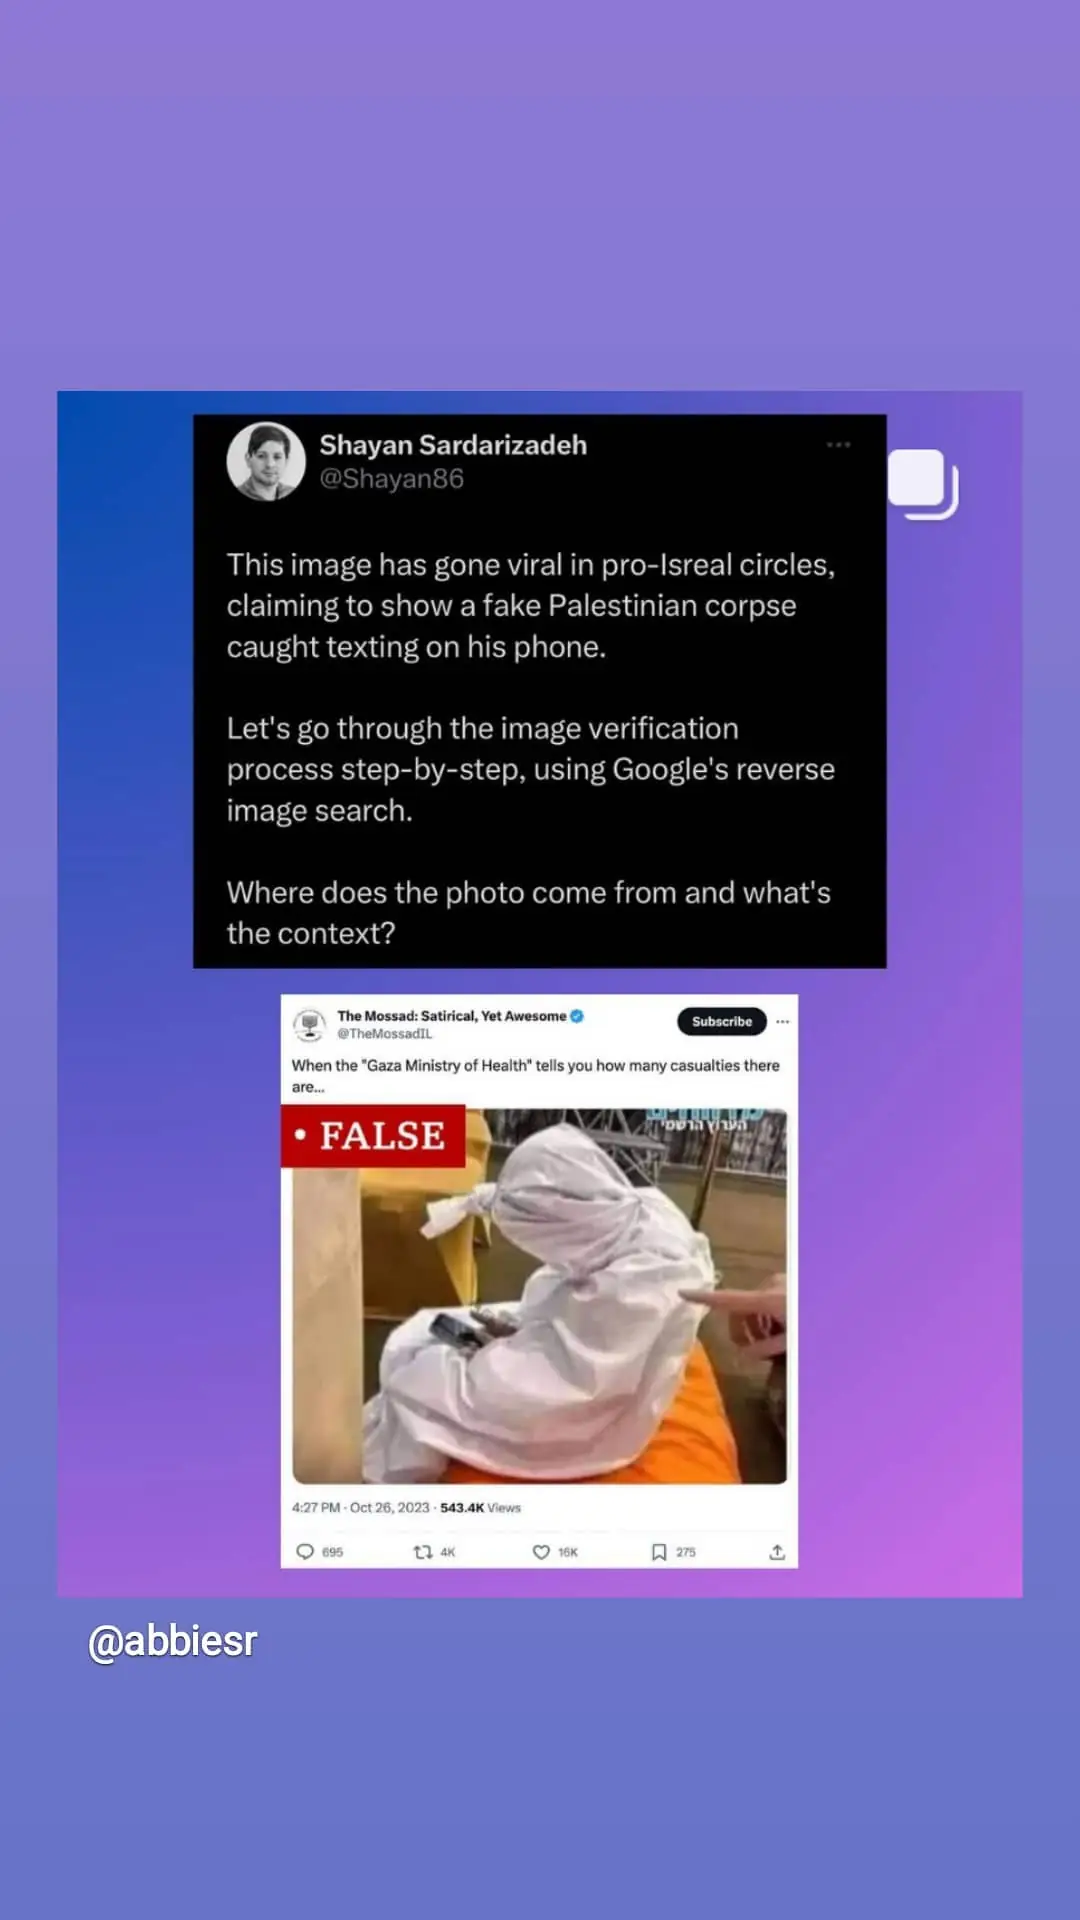 Shayan Sardarizadeh
@Shayan86
This image has gone viral in pro-Isreal circles,
claiming to show a fake Palestinian corpse
caught texting on his phone.
Let's go through the image verification
process step-by-step, using Google's reverse
image search.
Where does the photo come from and what's
the context?
The Mossad: Satirical, Yet Awesome
@TheMossadIL
Subscribe
When the "Gaza Ministry of Health" tells you how many casualties there
are...
• FALSE
הערוץ הרשמי
4:27 PM · Oct 26, 2023 · 543.4K Views
695
4K
16K
275
@abbiesr